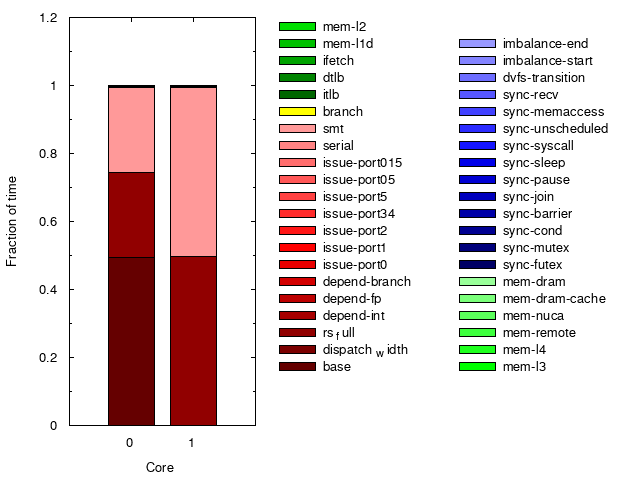 1.2
1
0.8
0.6
0.4
0.2
0
Fraction of time
0
1
Core
mem-l2
mem-l1d
ifetch
dtlb
itlb
branch
smt
serial
issue-port015
issue-port05
issue-port5
issue-port34
issue-port2
issue-port1
issue-port0
depend-branch
depend-fp
depend-int
rsfull
dispatchwidth
base
imbalance-end
imbalance-start
dvfs-transition
sync-recv
sync-memaccess
sync-unscheduled
sync-syscall
sync-sleep
sync-pause
sync-join
sync-barrier
sync-cond
sync-mutex
sync-futex
mem-dram
mem-dram-cache
mem-nuca
mem-remote
mem-l4
mem-l3